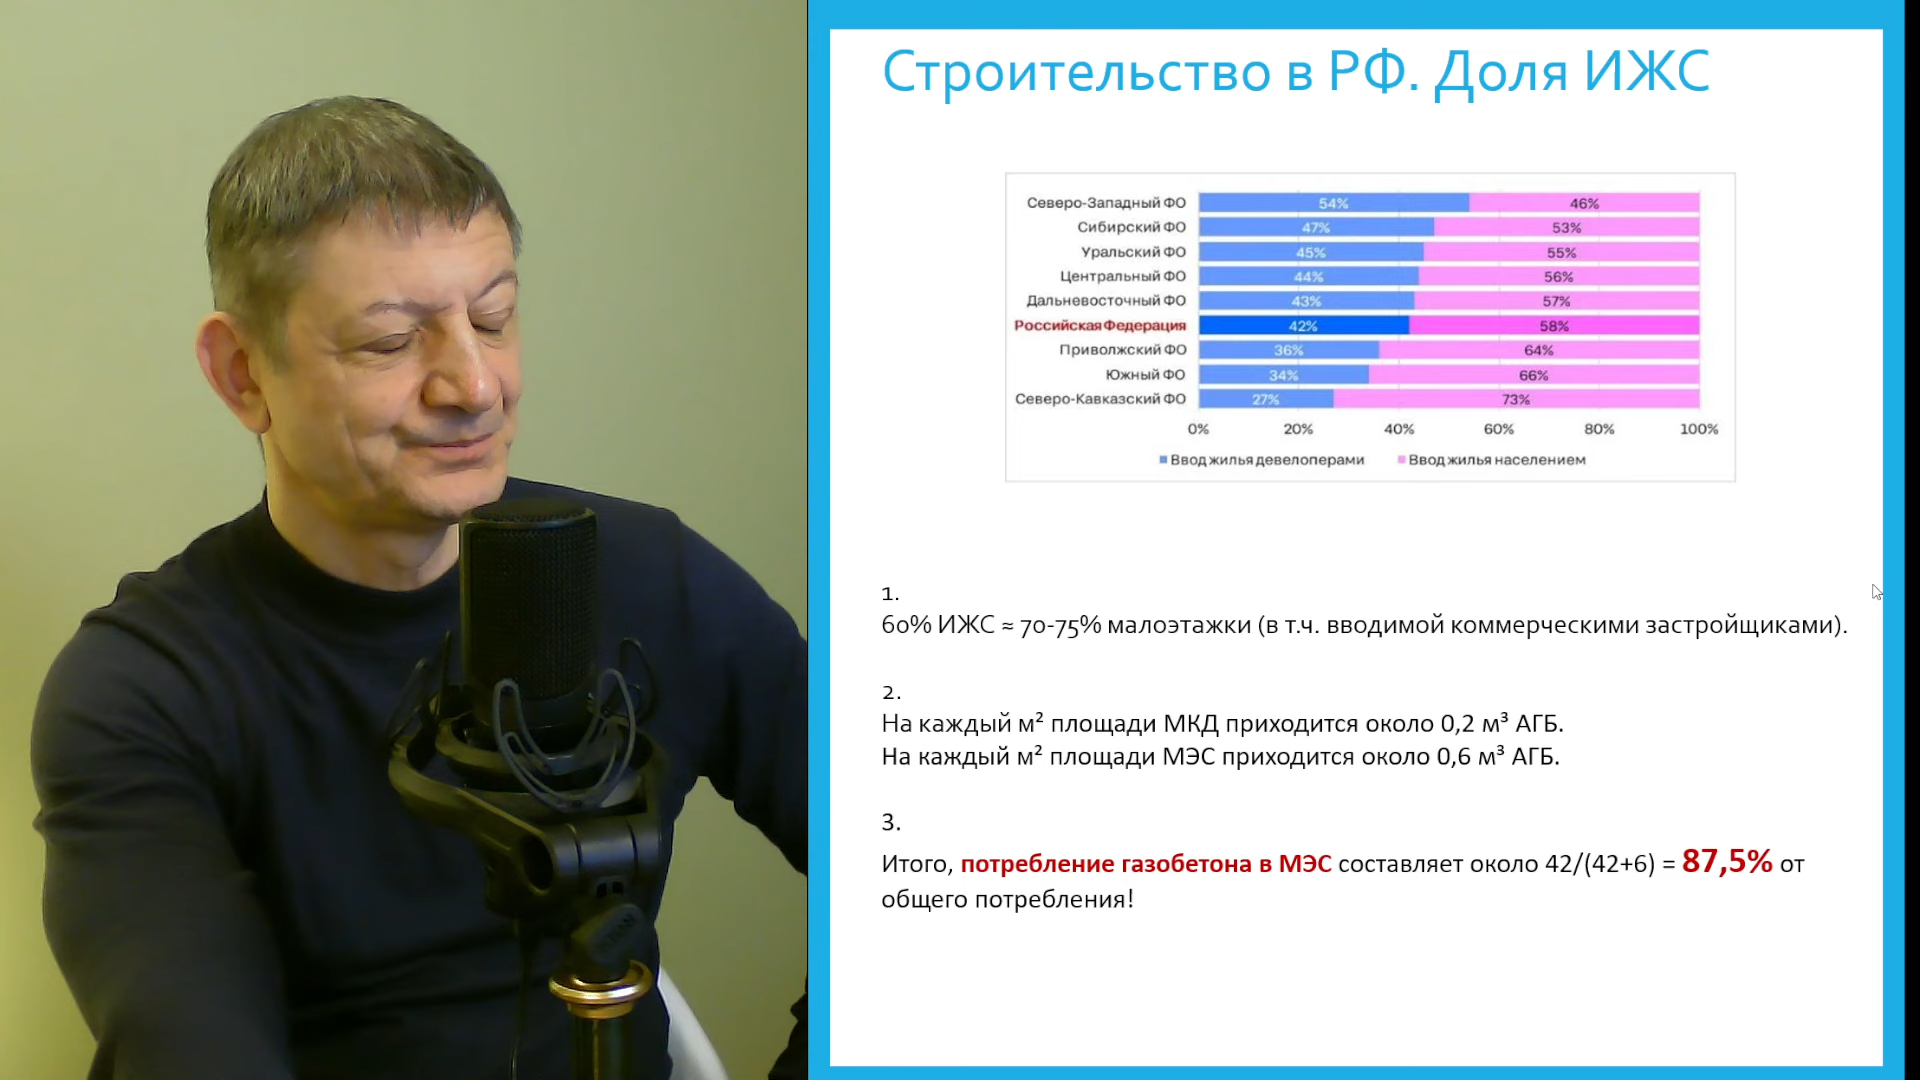 Строительство в РФ. Доля ИЖС
Северо-Западный ФО 54% 46%
Сибирский ФО 47% 53%
Уральский ФО 45% 55%
Центральный ФО 44% 56%
Дальневосточный ФО 43% 57%
Российская Федерация 42% 58%
Приволжский ФО 36% 64%
Южный ФО 34% 66%
Северо-Кавказский ФО 27% 73%
0% 20% 40% 60% 80% 100%
Ввод жилья девелоперами Ввод жилья населением
1.
60% ИЖС ≈ 70-75% малоэтажки (в т.ч. вводимой коммерческими застройщиками).
2.
На каждый м² площади МКД приходится около 0,2 м³ АГБ.
На каждый м² площади МЭС приходится около 0,6 м³ АГБ.
3.
Итого, потребление газобетона в МЭС составляет около 42/(42+6) = 87,5% от
общего потребления!